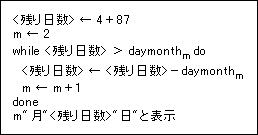 <残り日数> ← 4+87
m ← 2
while <残り日数> > daymonthm do
<残り日数> ← <残り日数>-daymonthm
m ← m+1
done
m"月"<残り日数>"日"と表示